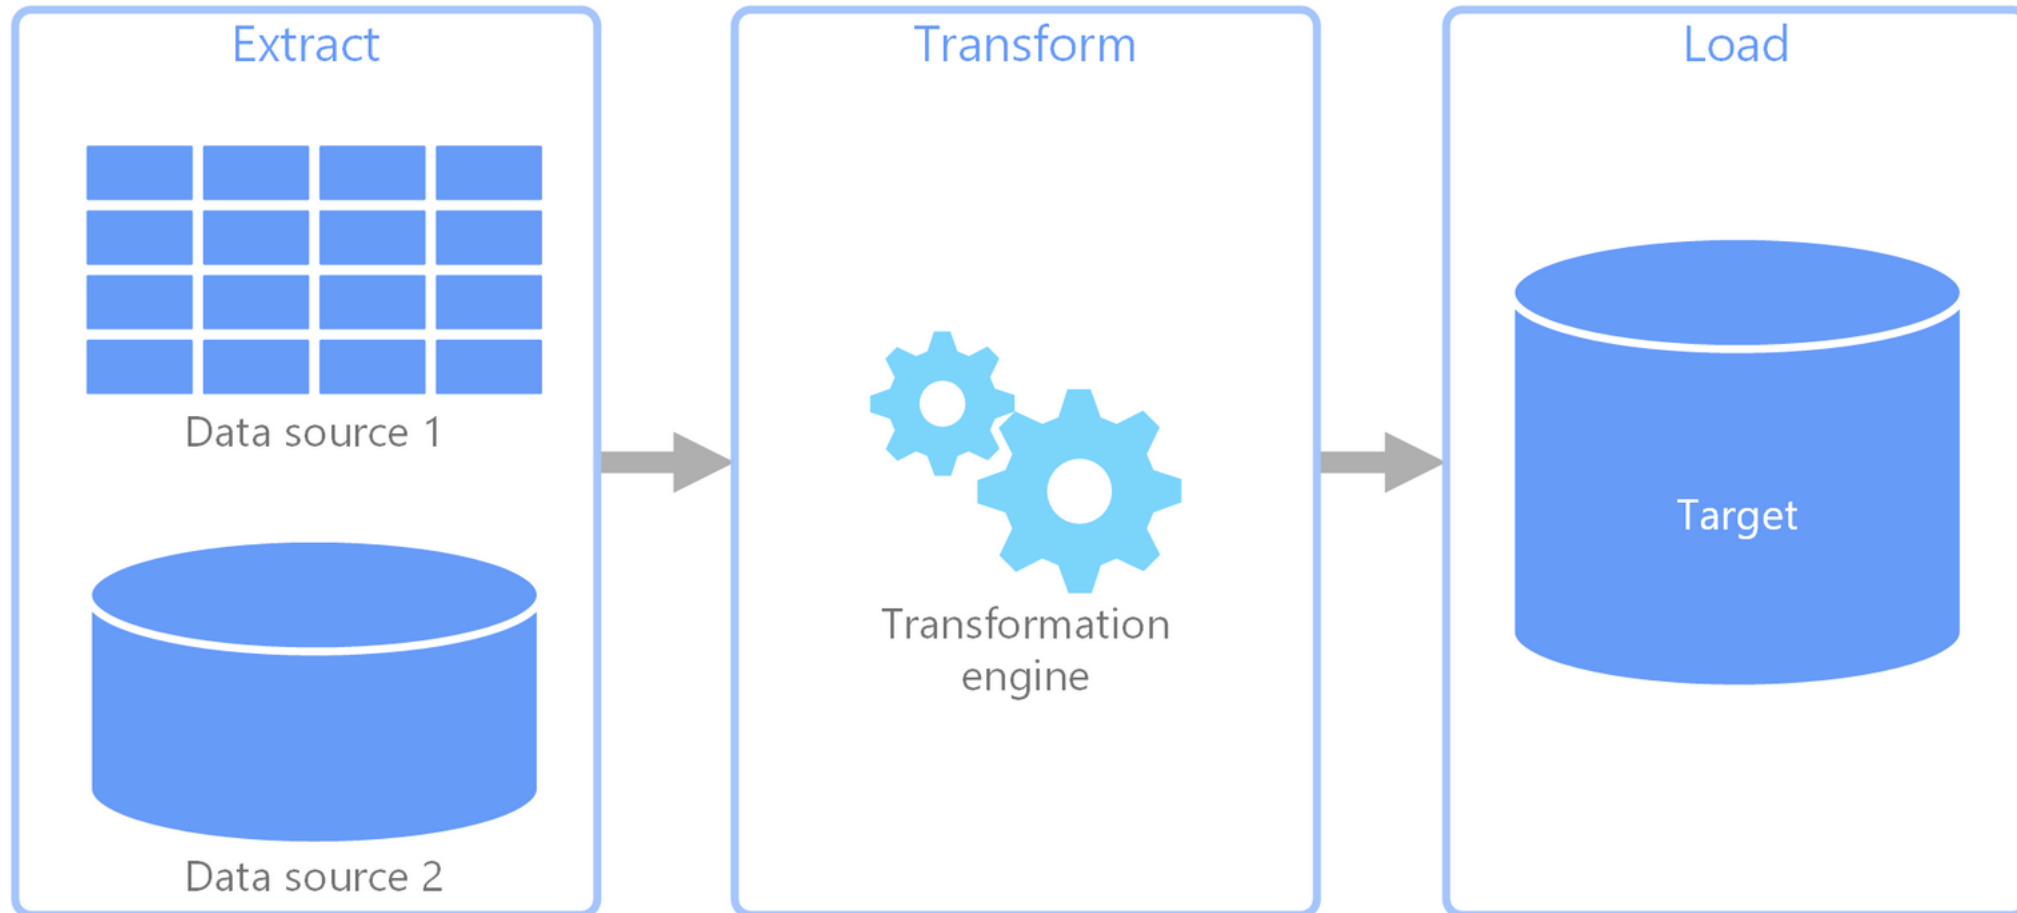 Extract
Data source 1
Data source 2
Transform
Transformation
engine
Load
Target